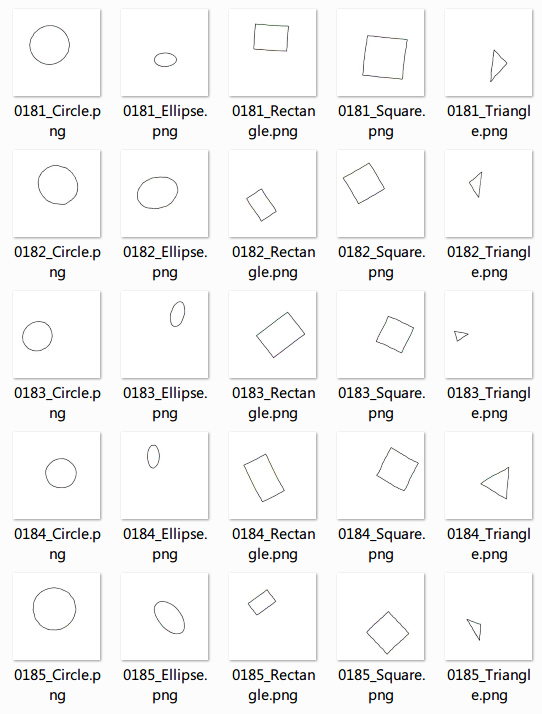 0181_Circle.p
ng
0181_Ellipse.
png
0181_Rectan
gle.png
0181_Square.
png
0181_Triangl
e.png
0182_Circle.p
ng
0182_Ellipse.
png
0182_Rectan
gle.png
0182_Square.
png
0182_Triangl
e.png
0183_Circle.p
ng
0183_Ellipse.
png
0183_Rectan
gle.png
0183_Square.
png
0183_Triangl
e.png
0184_Circle.p
ng
0184_Ellipse.
png
0184_Rectan
gle.png
0184_Square.
png
0184_Triangl
e.png
0185_Circle.p
ng
0185_Ellipse.
png
0185_Rectan
gle.png
0185_Square.
png
0185_Triangl
e.png